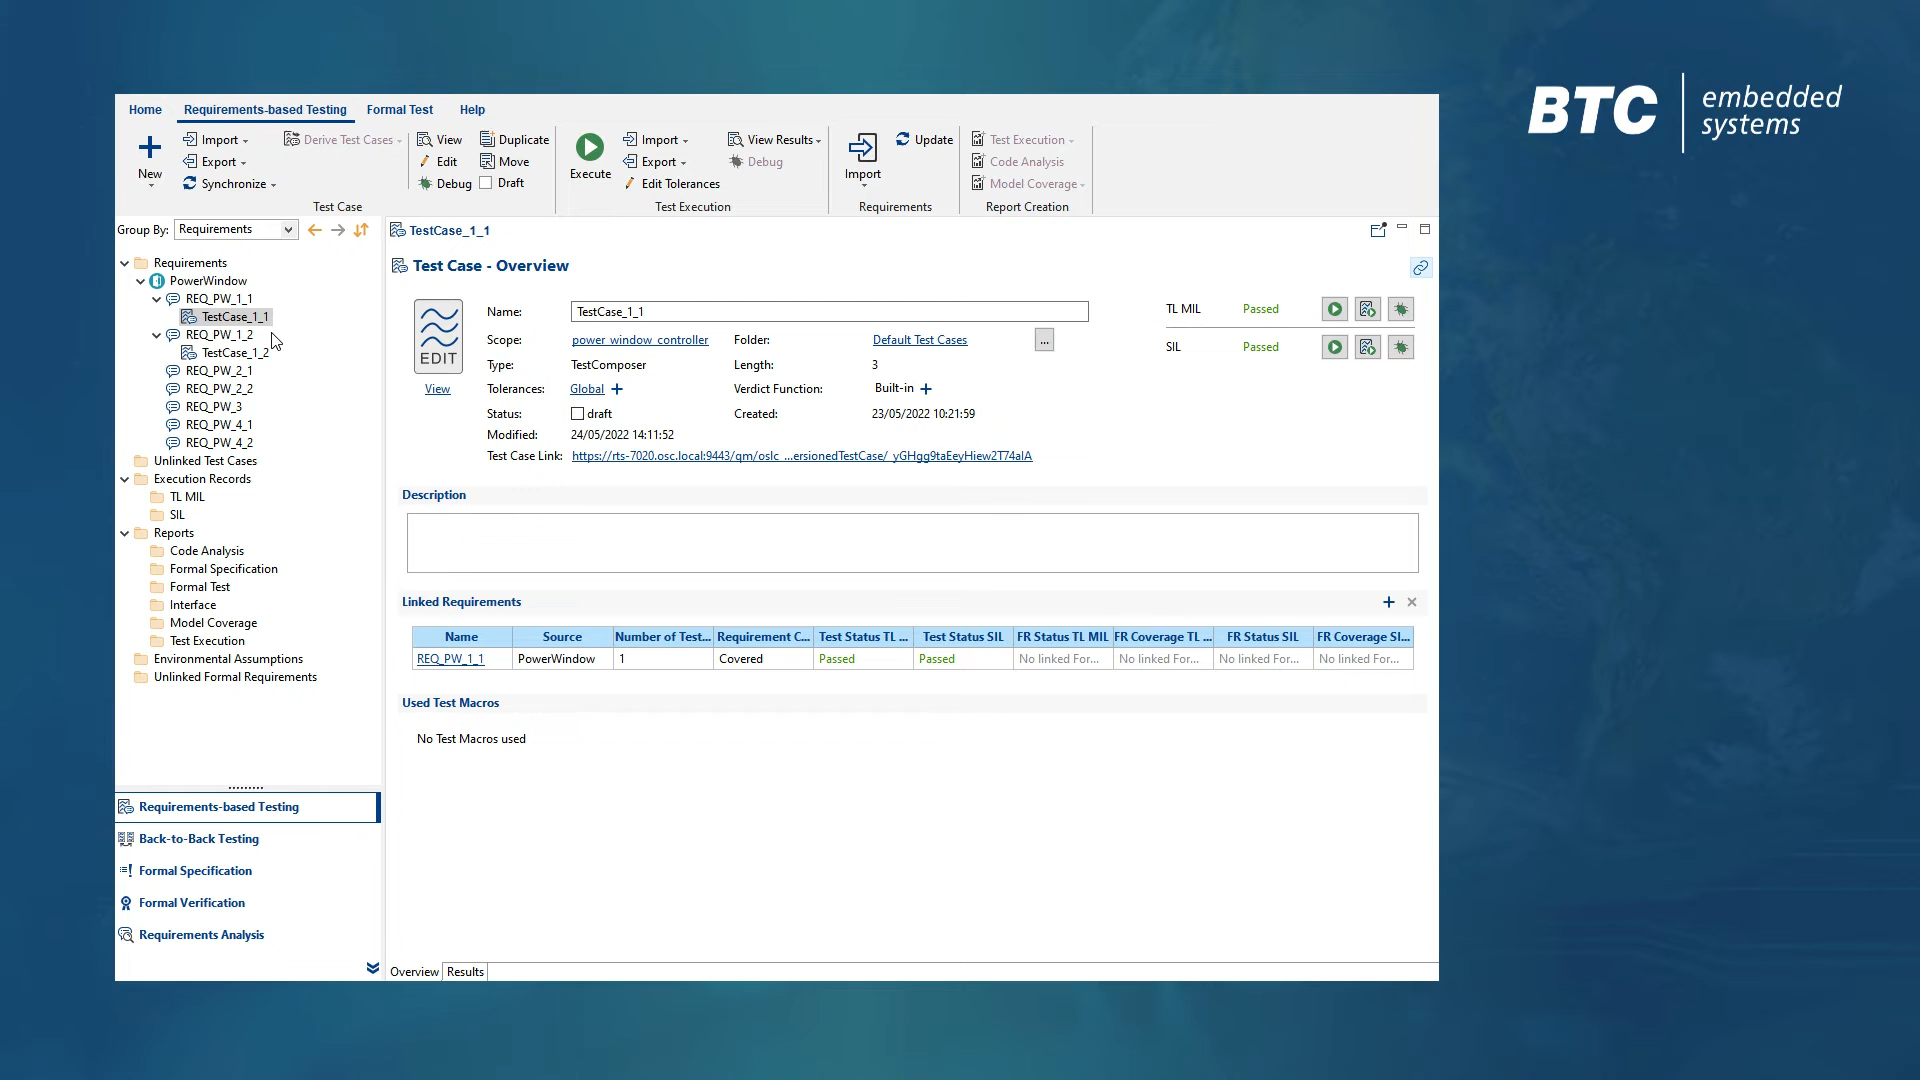 BTC embedded systems
Home Requirements-based Testing Formal Test Help
New
Import
Export
Synchronize
Derive Test Cases
View
Edit
Debug
Duplicate
Move
Draft
Test Case
Execute
Import
Export
Edit Tolerances
View Results
Debug
Test Execution
Import
Update
Requirements
Test Execution
Code Analysis
Model Coverage
Report Creation
Group By: Requirements
Requirements
PowerWindow
REQ_PW_1_1
TestCase_1_1
REQ_PW_1_2
TestCase_1_2
REQ_PW_2_1
REQ_PW_2_2
REQ_PW_3
REQ_PW_4_1
REQ_PW_4_2
Unlinked Test Cases
Execution Records
TL MIL
SIL
Reports
Code Analysis
Formal Specification
Formal Test
Interface
Model Coverage
Test Execution
Environmental Assumptions
Unlinked Formal Requirements
Requirements-based Testing
Back-to-Back Testing
Formal Specification
Formal Verification
Requirements Analysis
TestCase_1_1
Test Case - Overview
EDIT
View
Name: TestCase_1_1
Scope: power_window_controller Folder: Default Test Cases ...
Type: TestComposer Length: 3
Tolerances: Global Verdict Function: Built-in
Status: draft Created: 23/05/2022 10:21:59
Modified: 24/05/2022 14:11:52
Test Case Link: https://rts-7020.osc.local:9443/qm/oslc_...ersionedTestCase/_yGHgg9taEeyHiew2T74aIA
TL MIL Passed
SIL Passed
Description
Linked Requirements
Name Source Number of Test... Requirement C... Test Status TL ... Test Status SIL FR Status TL MIL FR Coverage TL ... FR Status SIL FR Coverage SI...
REQ_PW_1_1 PowerWindow 1 Covered Passed Passed No linked For... No linked For... No linked For... No linked For...
Used Test Macros
No Test Macros used
Overview Results